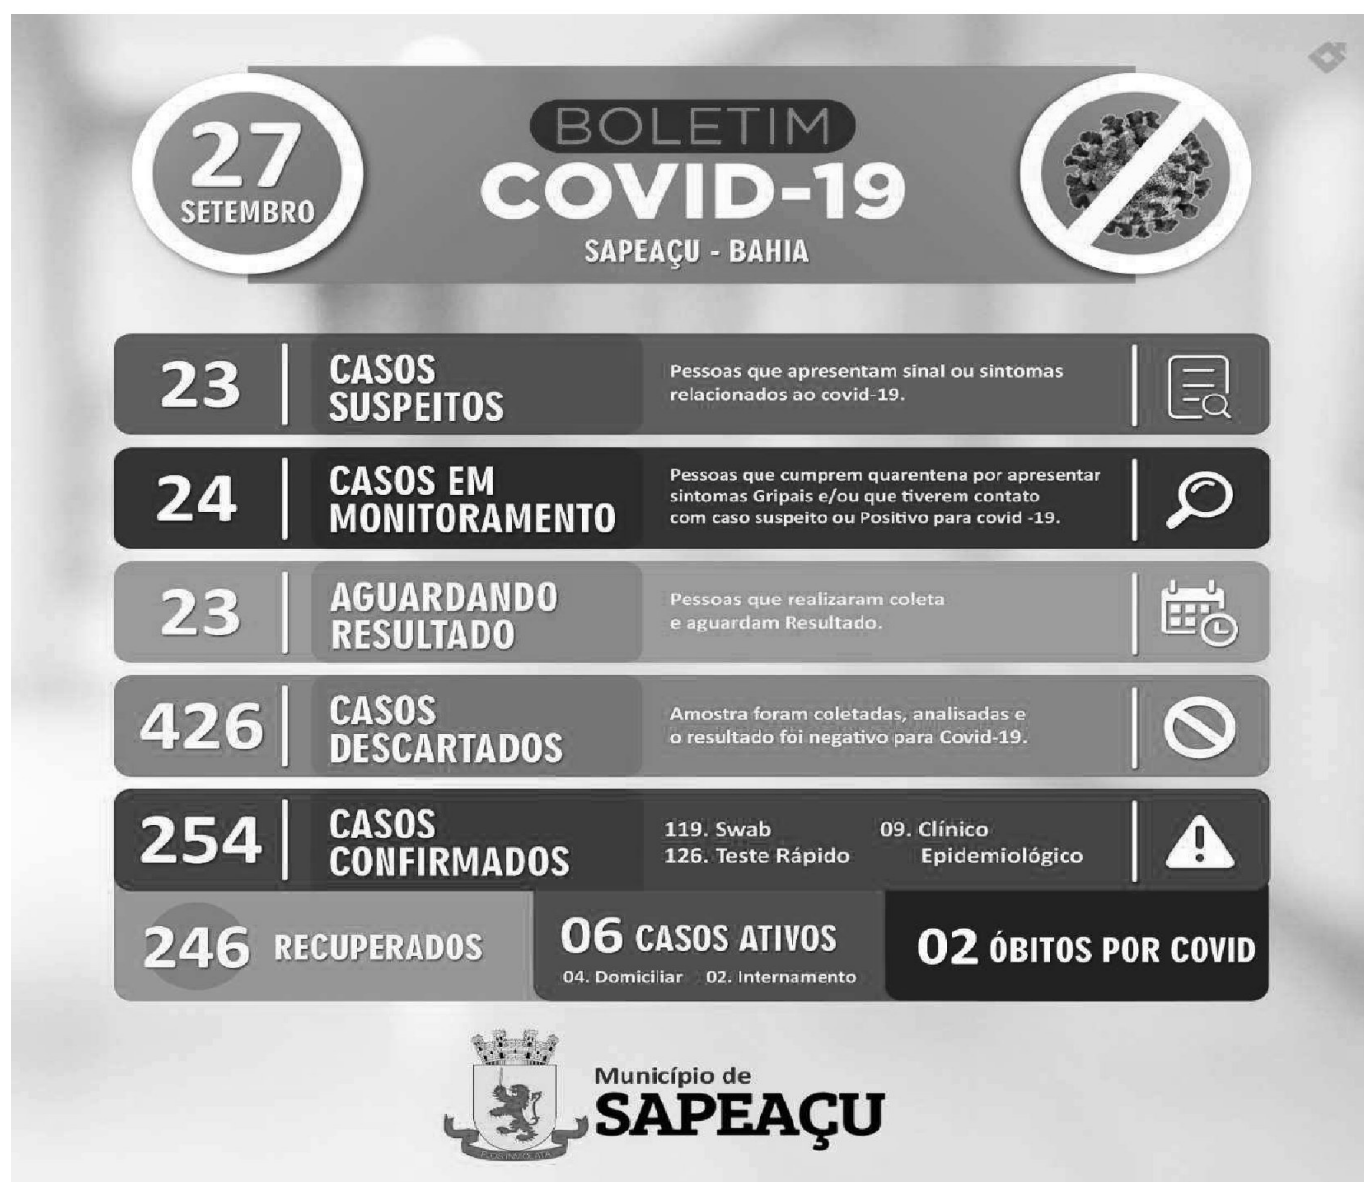 27
SETEMBRO
BOLETIM
COVID-19
SAPEAÇU - BAHIA
23
CASOS
SUSPEITOS
Pessoas que apresentam sinal ou sintomas
relacionados ao covid-19.
24
CASOS EM
MONITORAMENTO
Pessoas que cumprem quarentena por apresentar
sintomas Gripais e/ou que tiverem contato
com caso suspeito ou Positivo para covid -19.
23
AGUARDANDO
RESULTADO
Pessoas que realizaram coleta
e aguardam Resultado.
426
CASOS
DESCARTADOS
Amostra foram coletadas, analisadas e
o resultado foi negativo para Covid-19.
254
CASOS
CONFIRMADOS
119. Swab
126. Teste Rápido
09. Clínico
Epidemiológico
246 RECUPERADOS
06 CASOS ATIVOS
04. Domiciliar 02. Internamento
02 ÓBITOS POR COVID
Município de
SAPEAÇU